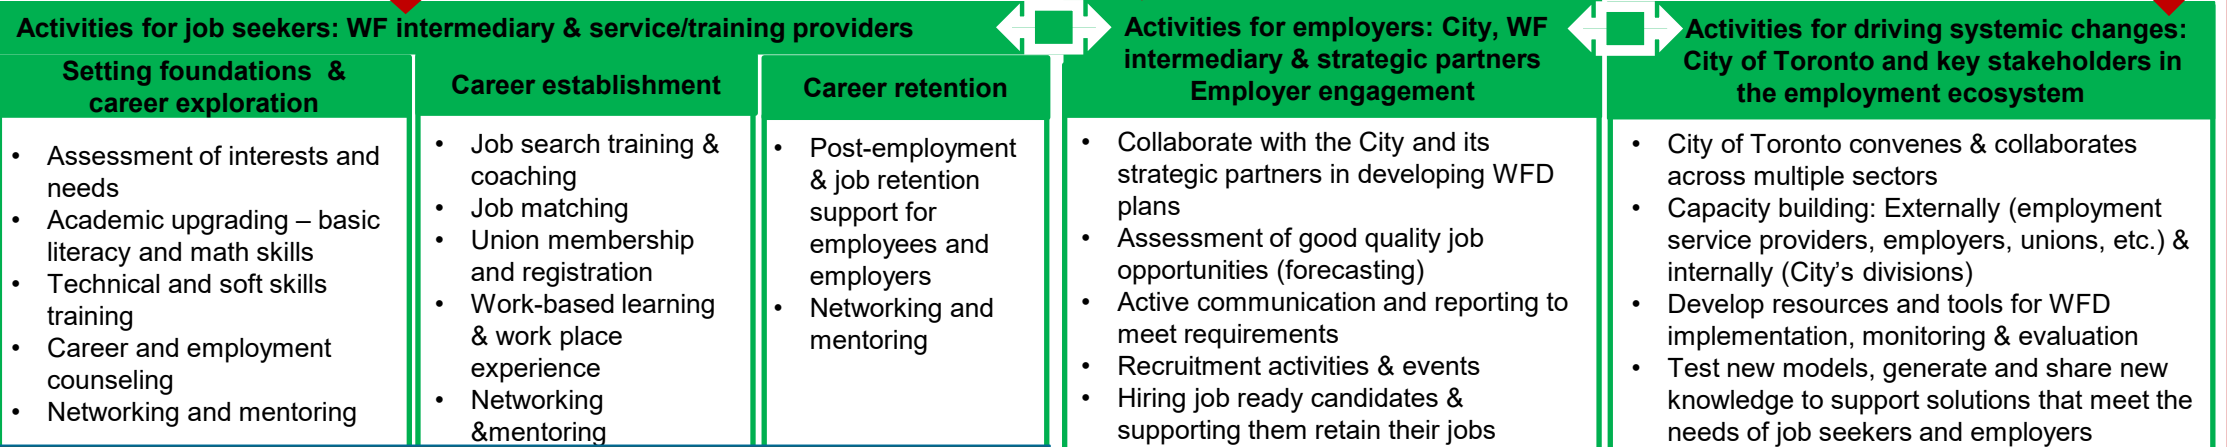 Activities for job seekers: WF intermediary & service/training providers
Setting foundations &
career exploration
• Assessment of interests and
needs
• Academic upgrading – basic
literacy and math skills
• Technical and soft skills
training
• Career and employment
counseling
• Networking and mentoring
Career establishment
• Job search training &
coaching
• Job matching
• Union membership
and registration
• Work-based learning
& work place
experience
• Networking
&mentoring
Career retention
• Post-employment
& job retention
support for
employees and
employers
• Networking and
mentoring
Activities for employers: City, WF
intermediary & strategic partners
Employer engagement
• Collaborate with the City and its
strategic partners in developing WFD
plans
• Assessment of good quality job
opportunities (forecasting)
• Active communication and reporting to
meet requirements
• Recruitment activities & events
• Hiring job ready candidates &
supporting them retain their jobs
Activities for driving systemic changes:
City of Toronto and key stakeholders in
the employment ecosystem
• City of Toronto convenes & collaborates
across multiple sectors
• Capacity building: Externally (employment
service providers, employers, unions, etc.) &
internally (City’s divisions)
• Develop resources and tools for WFD
implementation, monitoring & evaluation
• Test new models, generate and share new
knowledge to support solutions that meet the
needs of job seekers and employers